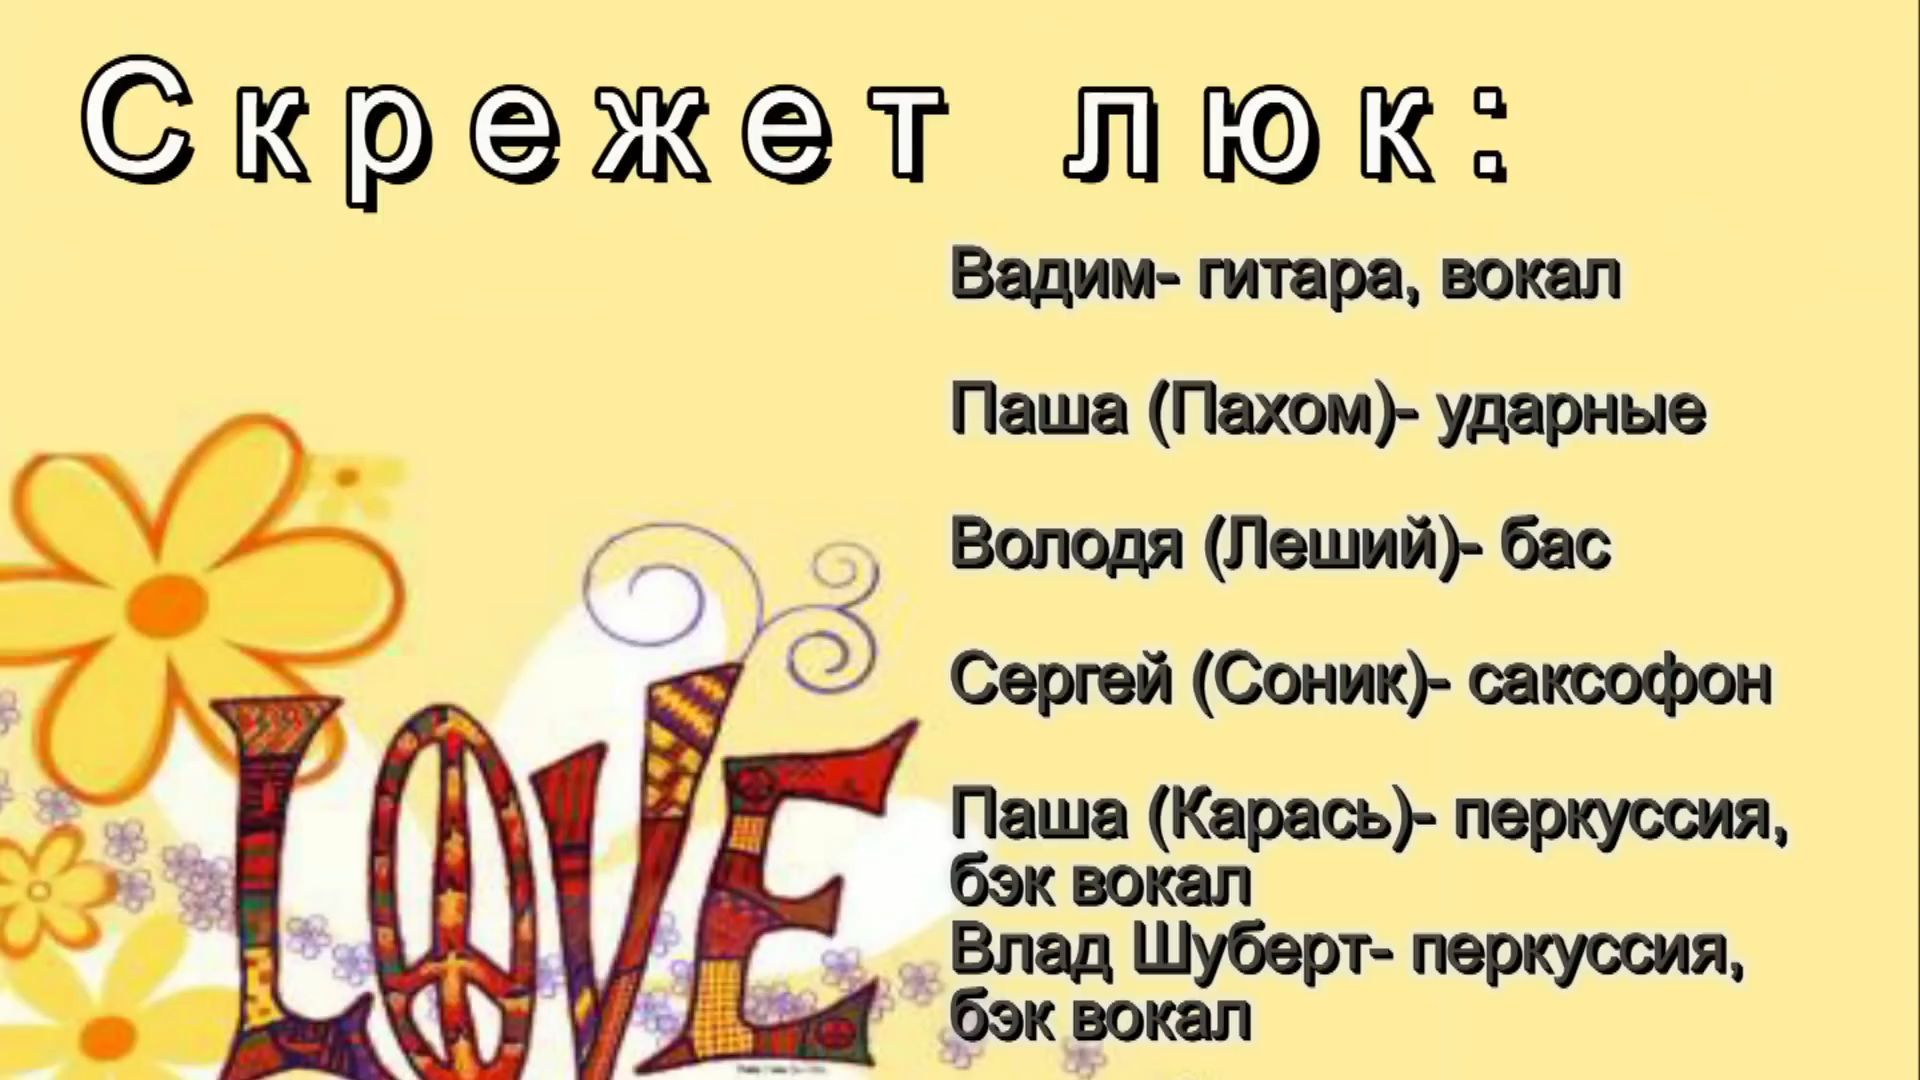 Скрежет люк:
Вадим- гитара, вокал
Паша (Пахом)- ударные
Володя (Леший)- бас
Сергей (Соник)- саксофон
Паша (Карась)- перкуссия,
бэк вокал
Влад Шуберт- перкуссия,
бэк вокал
LOVE